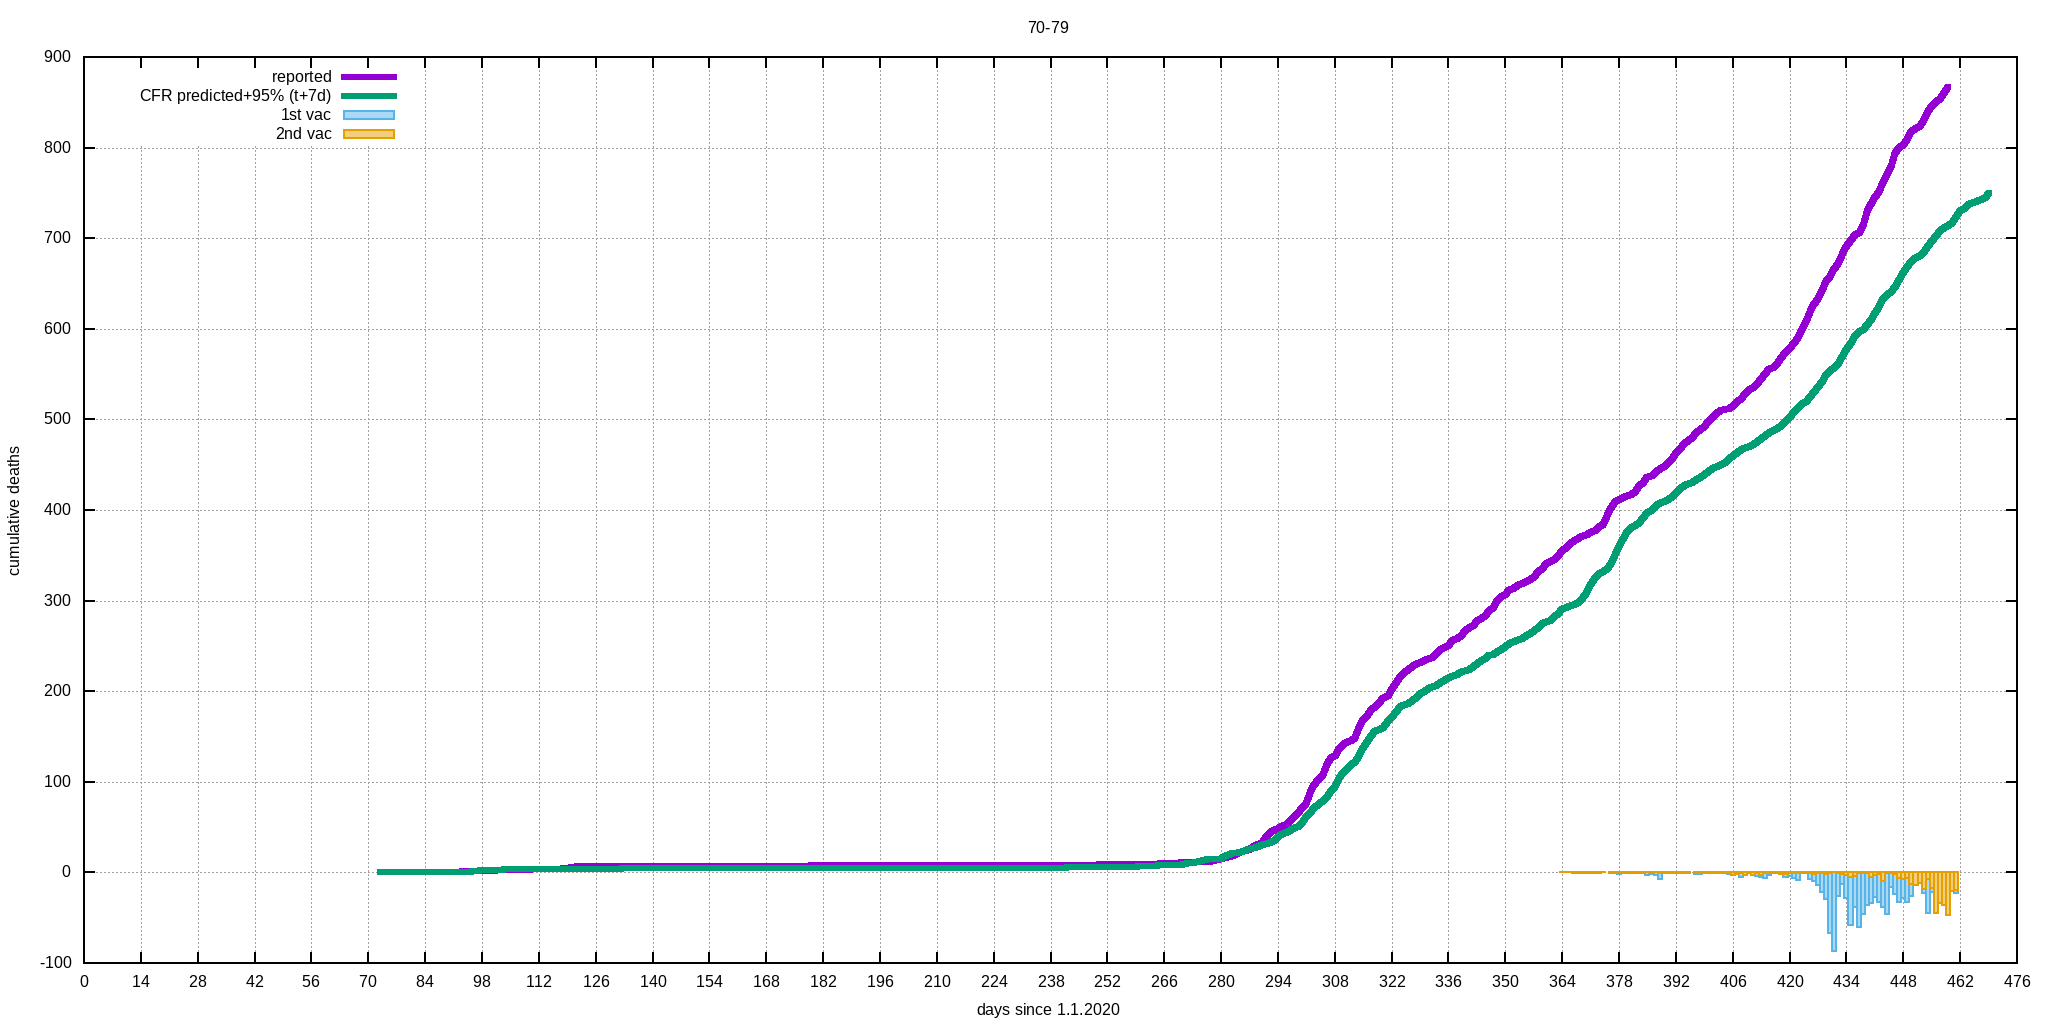 70-79
900
800
700
600
500
400
300
200
100
0
-100
cumulative deaths
reported
CFR predicted+95% (t+7d)
1st vac
2nd vac
0 14 28 42 56 70 84 98 112 126 140 154 168 182 196 210 224 238 252 266 280 294 308 322 336 350 364 378 392 406 420 434 448 462 476
days since 1.1.2020